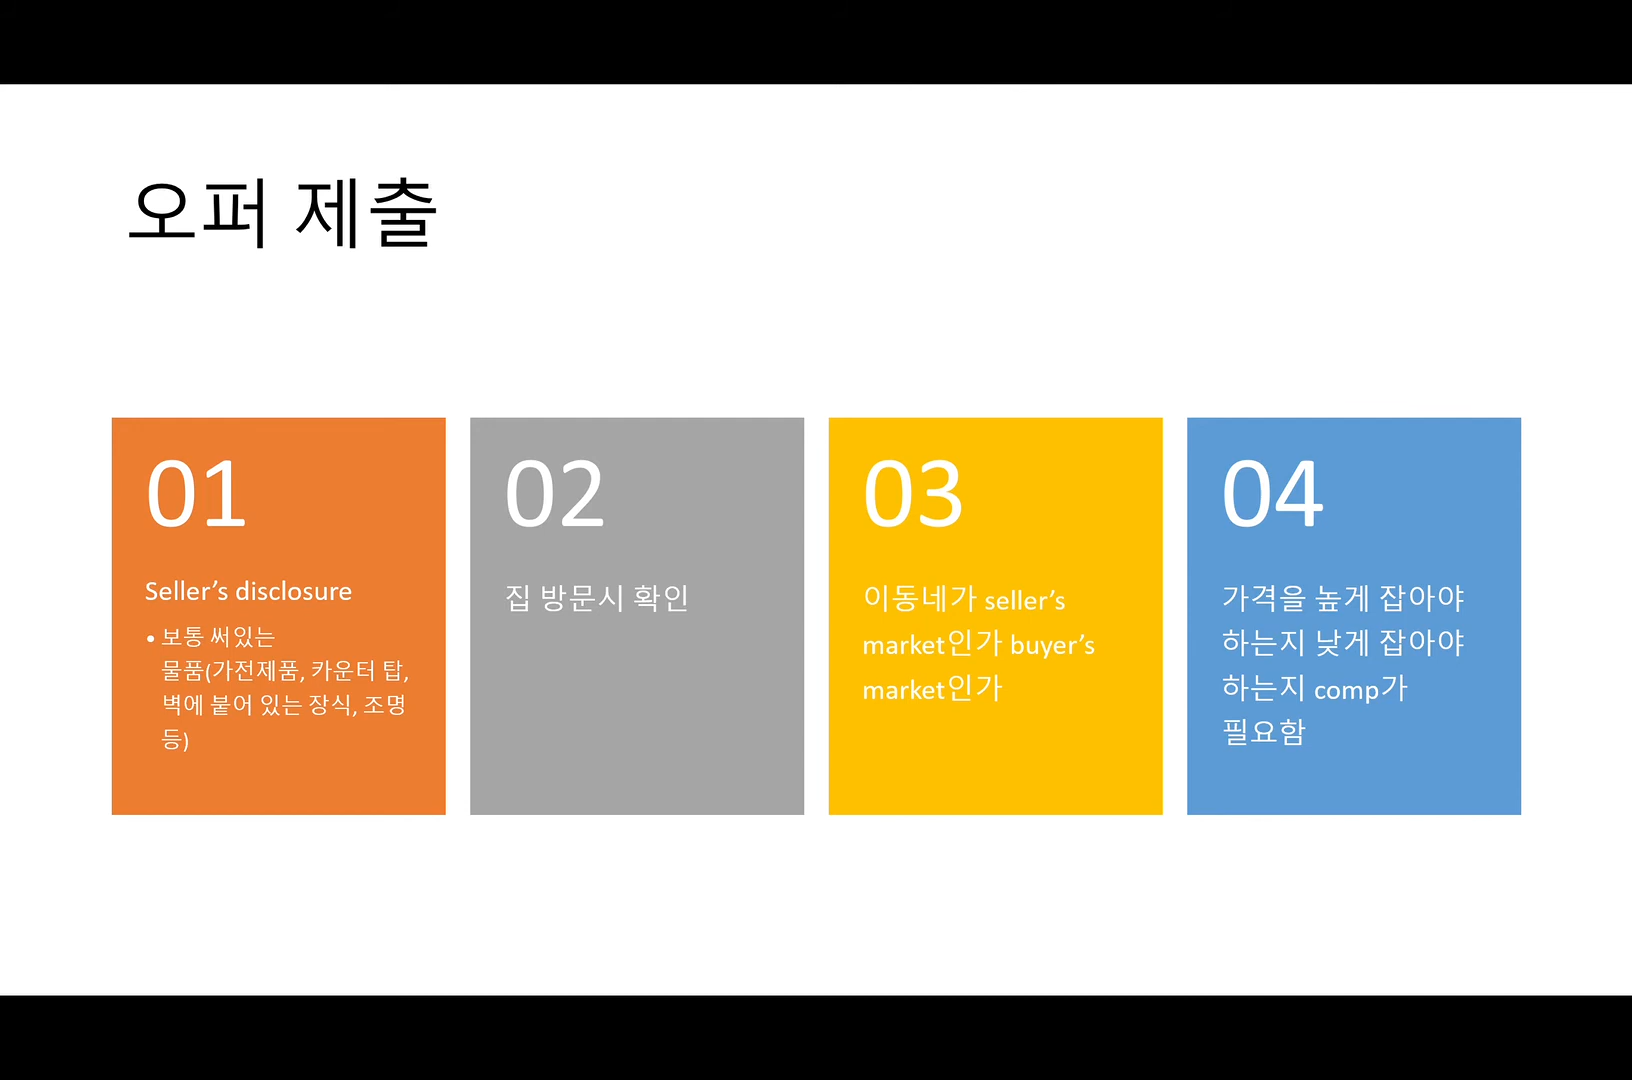 오퍼 제출
01
Seller’s disclosure
• 보통 써있는
물품(가전제품, 카운터 탑,
벽에 붙어 있는 장식, 조명
등)
02
집 방문시 확인
03
이동네가 seller’s
market인가 buyer’s
market인가
04
가격을 높게 잡아야
하는지 낮게 잡아야
하는지 comp가
필요함